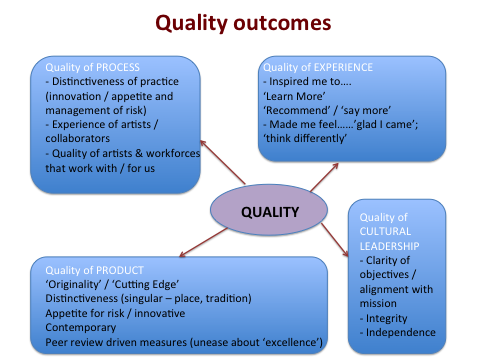 Quality outcomes
Quality of PROCESS
- Distinctiveness of practice
(innovation / appetite and
management of risk)
- Experience of artists /
collaborators
- Quality of artists & workforces
that work with / for us
Quality of EXPERIENCE
- Inspired me to....
‘Learn More’
‘Recommend’ / ‘say more’
- Made me feel......‘glad I came’;
‘think differently’
QUALITY
Quality of
CULTURAL
LEADERSHIP
- Clarity of
objectives /
alignment with
mission
- Integrity
- Independence
Quality of PRODUCT
‘Originality’ / ‘Cutting Edge’
Distinctiveness (singular – place, tradition)
Appetite for risk / innovative
Contemporary
Peer review driven measures (unease about ‘excellence’)